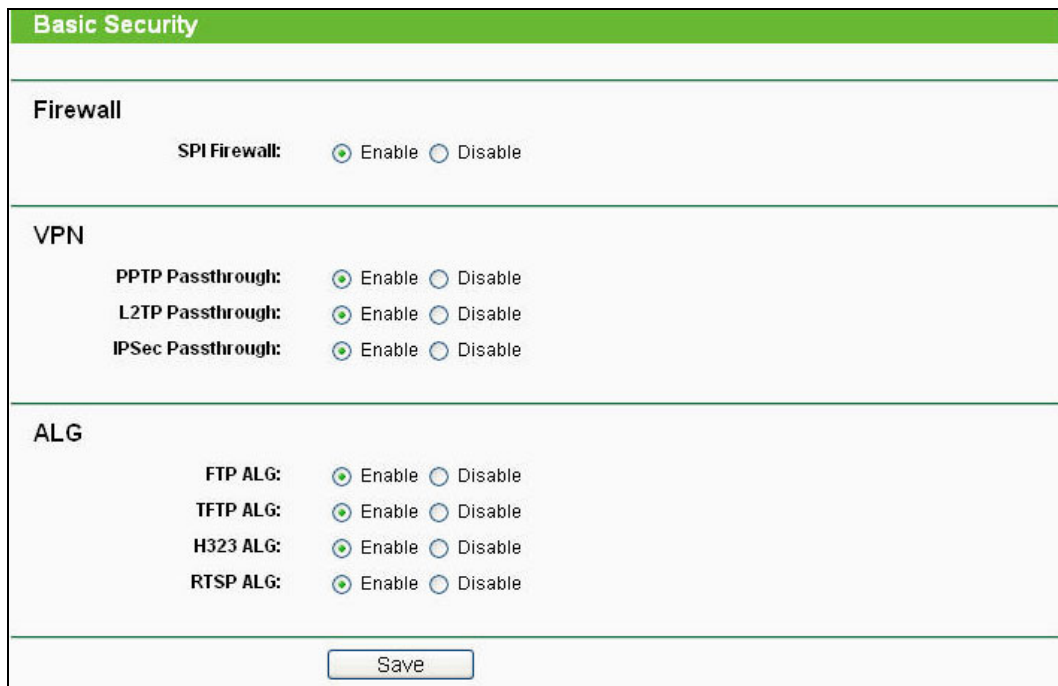 Basic Security
Firewall
SPI Firewall: Enable Disable
VPN
PPTP Passthrough: Enable Disable
L2TP Passthrough: Enable Disable
IPSec Passthrough: Enable Disable
ALG
FTP ALG: Enable Disable
TFTP ALG: Enable Disable
H323 ALG: Enable Disable
RTSP ALG: Enable Disable
Save